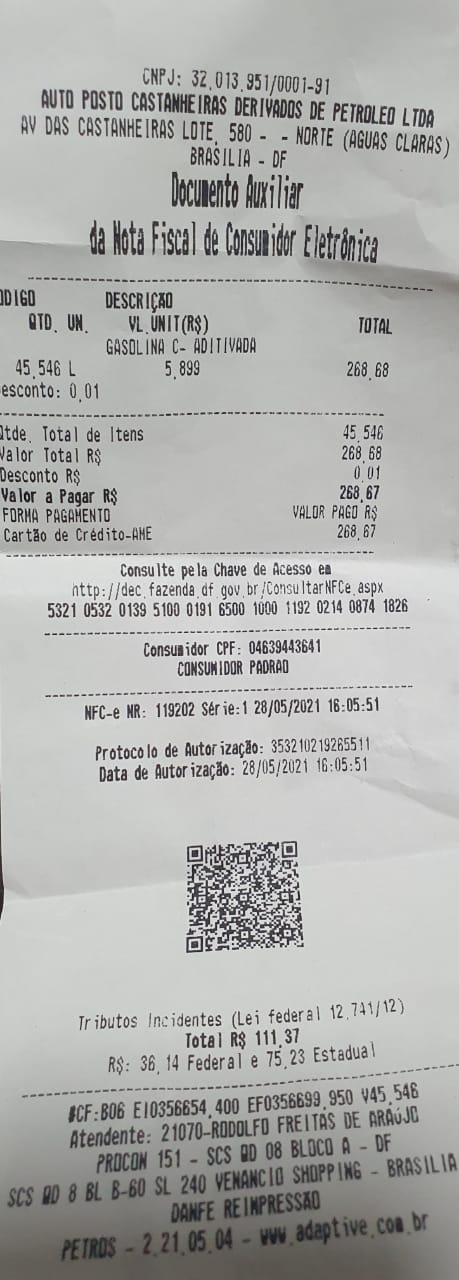 CNPJ: 32.013.951/0001-91
AUTO POSTO CASTANHEIRAS DERIVADOS DE PETROLEO LTDA
AV DAS CASTANHEIRAS LOTE, 580 - - NORTE (AGUAS CLARAS)
BRASILIA - DF
Documento Auxiliar
da Nota Fiscal de Consumidor Eletrônica
ODIGO DESCRIÇÃO
QTD. UN. VL.UNIT(R$) TOTAL
GASOLINA C- ADITIVADA
45,546 L 5,899 268,68
esconto: 0,01
Qtde. Total de Itens 45,546
Valor Total R$ 268,68
Desconto R$ 0,01
Valor a Pagar R$ 268,67
FORMA PAGAMENTO VALOR PAGO R$
Cartão de Crédito-AME 268,67
Consulte pela Chave de Acesso em
http://dec.fazenda.df.gov.br/ConsultarNFCe.aspx
5321 0532 0139 5100 0191 6500 1000 1192 0214 0874 1826
Consumidor CPF: 04639443641
CONSUMIDOR PADRAO
NFC-e NR: 119202 Série:1 28/05/2021 16:05:51
Protocolo de Autorização: 353210219265511
Data de Autorização: 28/05/2021 16:05:51
Tributos Incidentes (Lei federal 12.741/12)
Total R$ 111,37
R$: 36,14 Federal e 75,23 Estadual
#CF:B06 EI0356654,400 EF0356699,950 V45,546
Atendente: 21070-RODOLFO FREITAS DE ARAÚJO
PROCON 151 - SCS QD 08 BLOCO A - DF
SCS QD 8 BL B-60 SL 240 VENANCIO SHOPPING - BRASILIA
DANFE REIMPRESSÃO
PETROS - 2.21.05.04 - www.adaptive.com.br